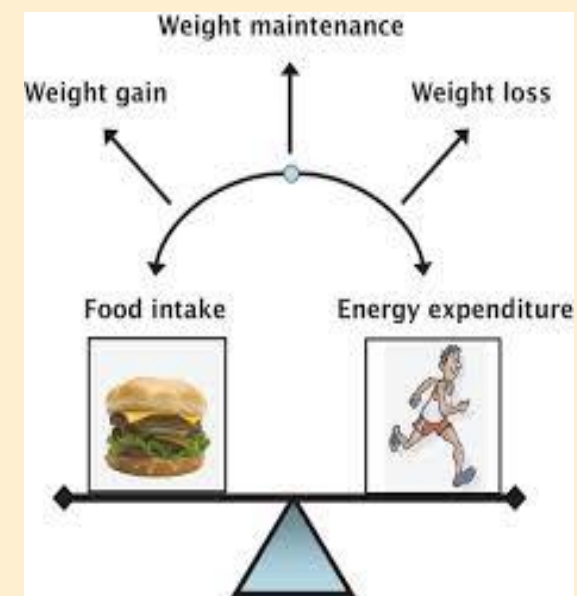 Weight maintenance
Weight gain
Weight loss
Food intake
Energy expenditure